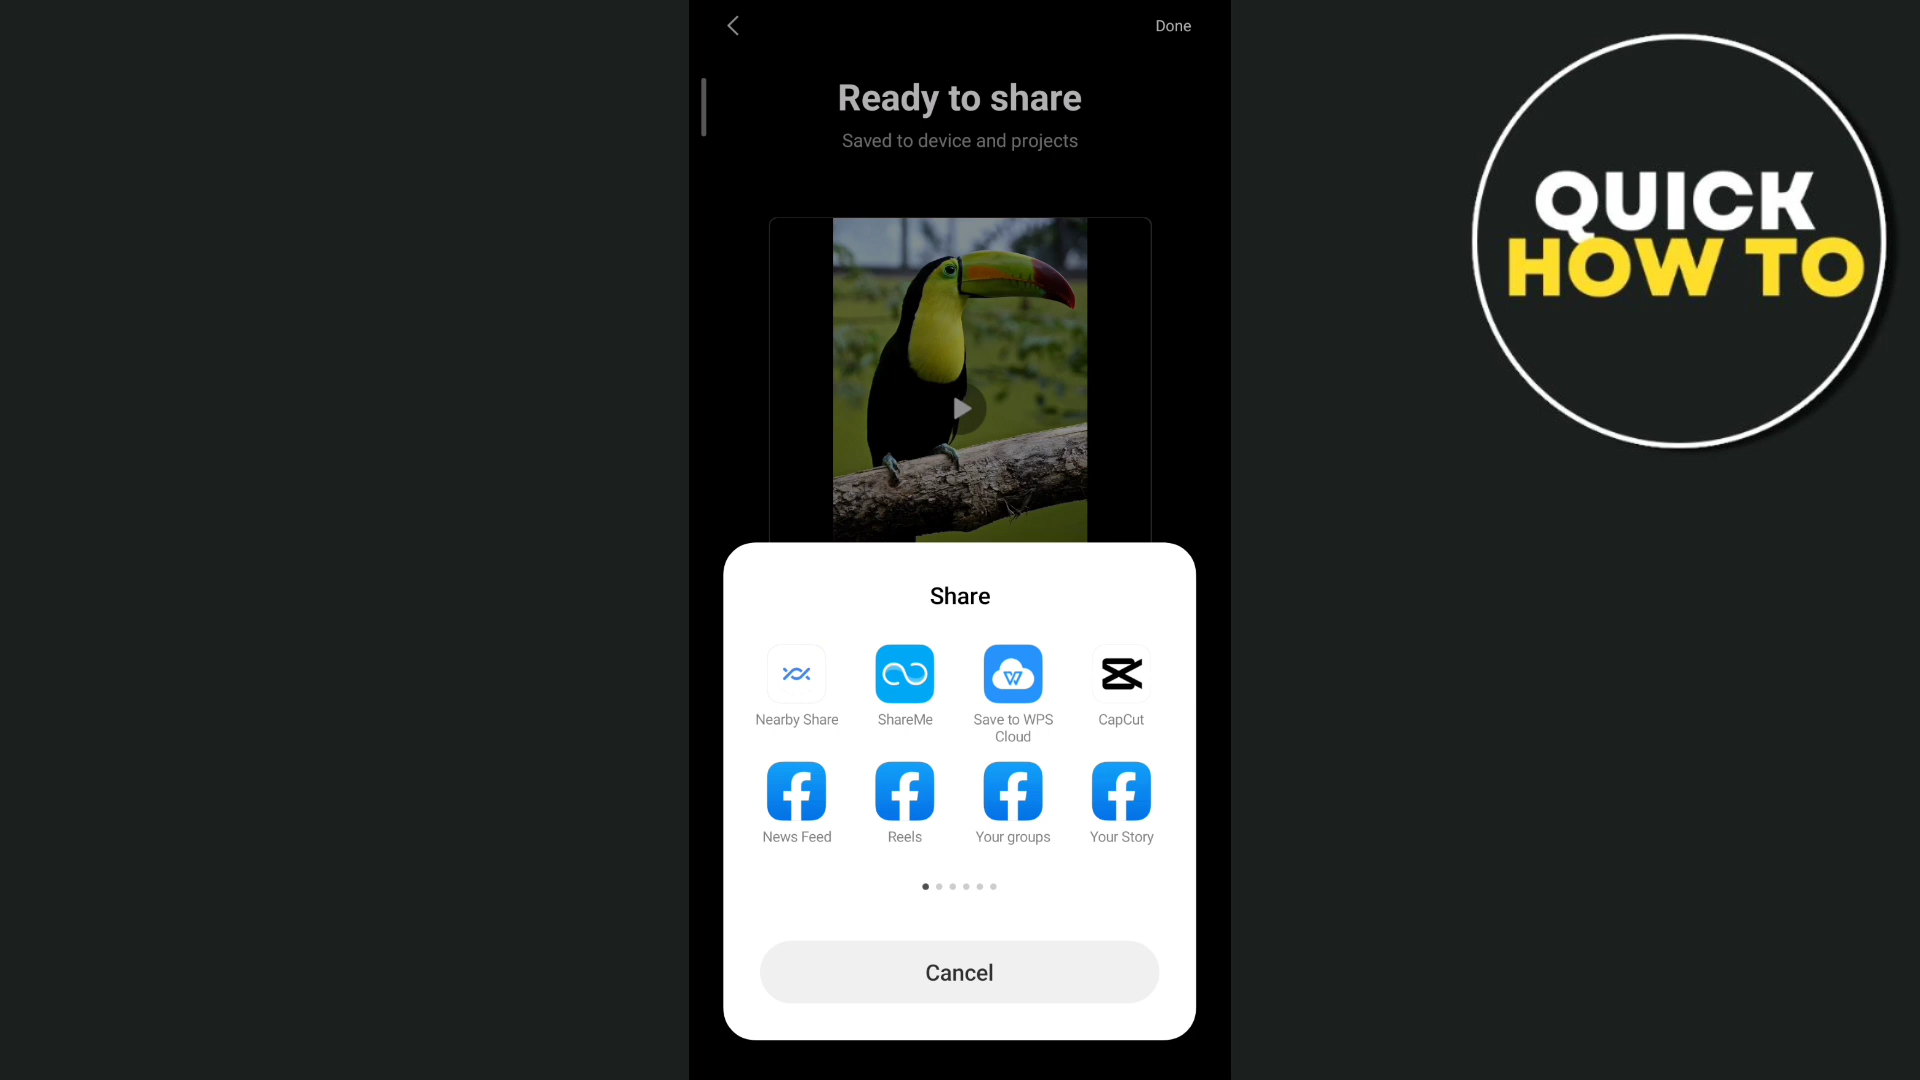 Done
Ready to share
Saved to device and projects
QUICK
HOW TO
Share
Nearby Share
ShareMe
Save to WPS
Cloud
CapCut
News Feed
Reels
Your groups
Your Story
Cancel